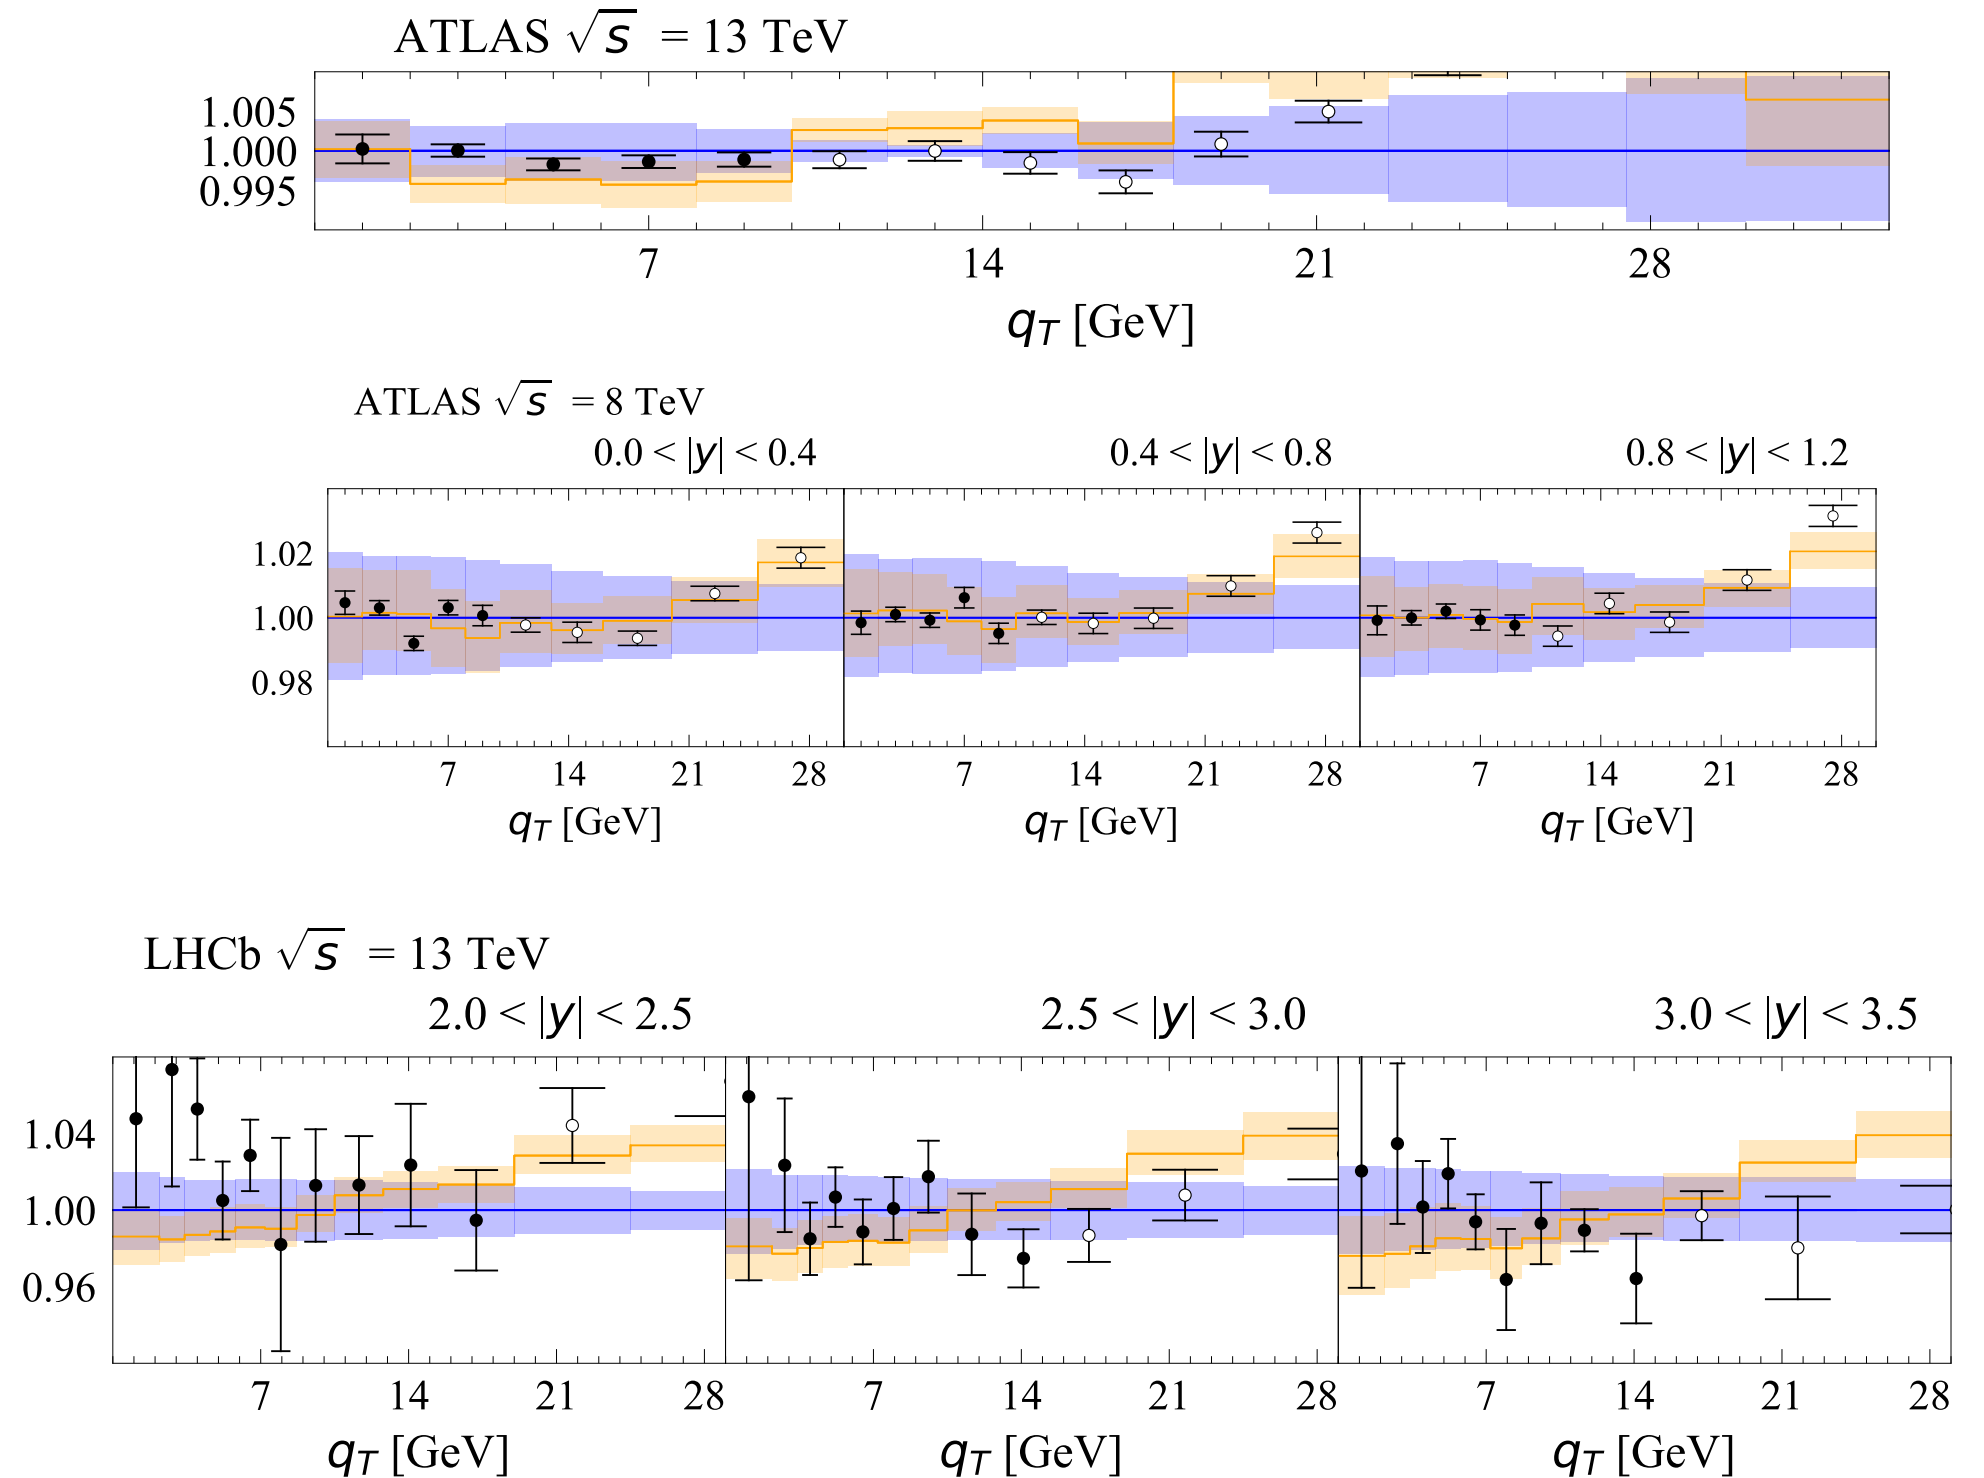 ATLAS √s = 13 TeV
1.005
1.000
0.995
7 14 21 28
q_T [GeV]
ATLAS √s = 8 TeV
0.0 < |y| < 0.4 0.4 < |y| < 0.8 0.8 < |y| < 1.2
1.02
1.00
0.98
7 14 21 28 7 14 21 28 7 14 21 28
q_T [GeV] q_T [GeV] q_T [GeV]
LHCb √s = 13 TeV
2.0 < |y| < 2.5 2.5 < |y| < 3.0 3.0 < |y| < 3.5
1.04
1.00
0.96
7 14 21 28 7 14 21 28 7 14 21 28
q_T [GeV] q_T [GeV] q_T [GeV]